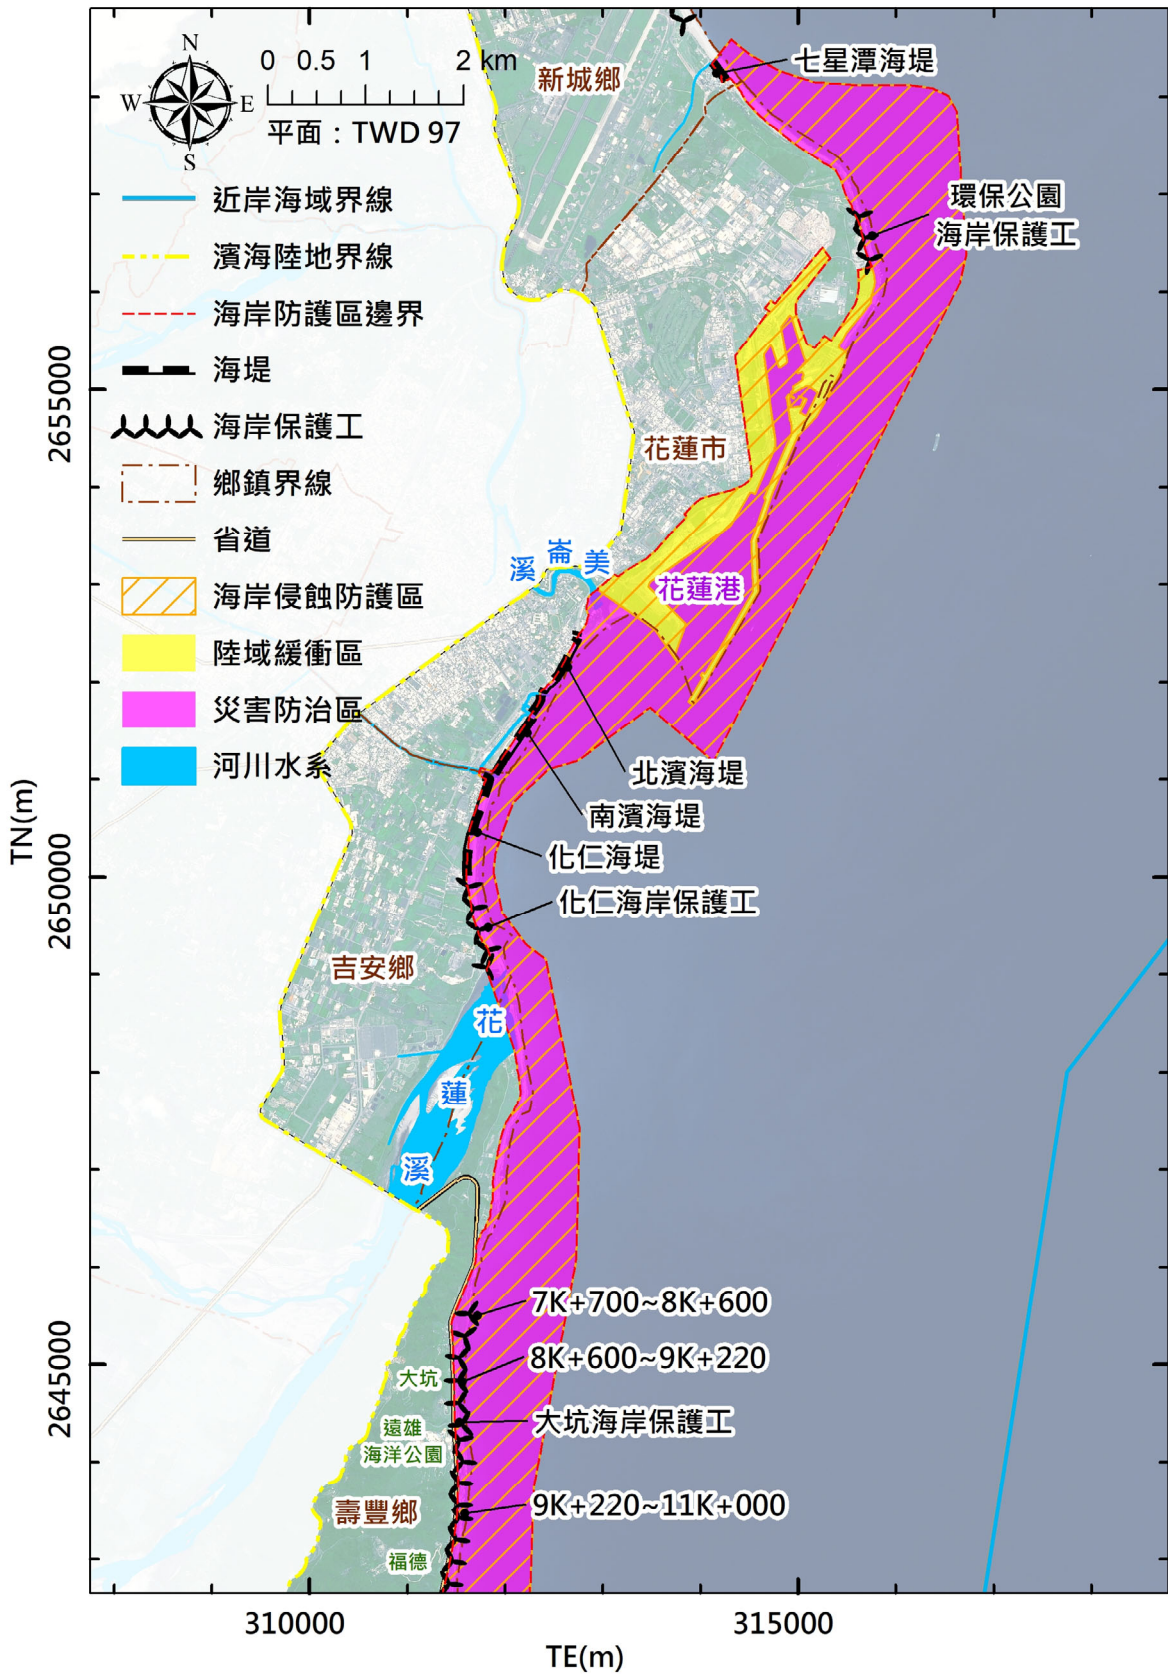 N
W
E
S
0 0.5 1 2 km
平面：TWD 97
近岸海域界線
濱海陸地界線
海岸防護區邊界
海堤
海岸保護工
鄉鎮界線
省道
海岸侵蝕防護區
陸域緩衝區
災害防治區
河川水系
新城鄉
七星潭海堤
環保公園
海岸保護工
花蓮市
溪崙美
花蓮港
北濱海堤
南濱海堤
化仁海堤
化仁海岸保護工
吉安鄉
花
蓮
溪
7K+700~8K+600
8K+600~9K+220
大坑
大坑海岸保護工
遠雄
海洋公園
9K+220~11K+000
壽豐鄉
福德
2655000
2650000
2645000
TN(m)
310000
315000
TE(m)